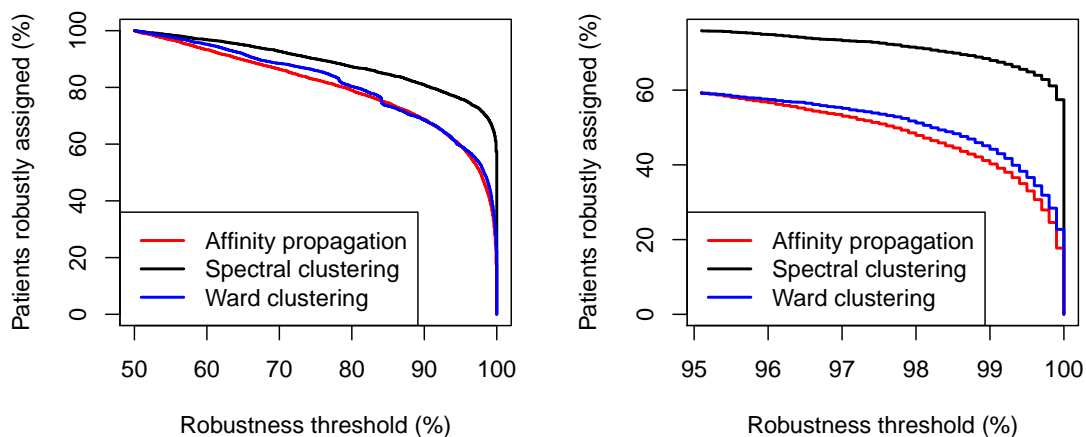 Patients robustly assigned (%)
100
80
60
40
20
0
Affinity propagation
Spectral clustering
Ward clustering
50 60 70 80 90 100
Robustness threshold (%)
Patients robustly assigned (%)
60
40
20
0
Affinity propagation
Spectral clustering
Ward clustering
95 96 97 98 99 100
Robustness threshold (%)